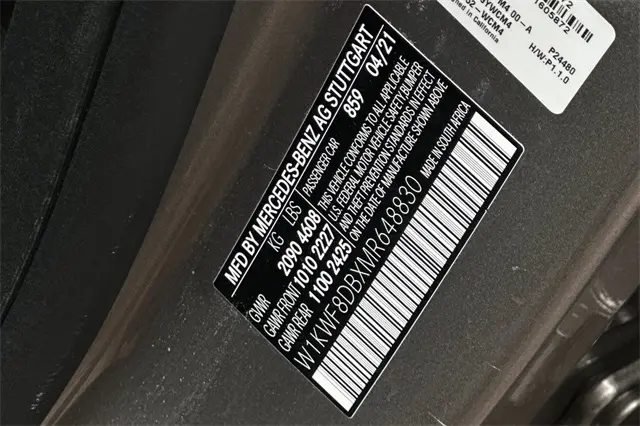 MFD BY MERCEDES-BENZ AG STUTTGART
KG LBS PASSENGER CAR 859 04/21
GVWR 2090 4608
GAWR FRONT 1010 2227
GAWR REAR 1100 2425
THIS VEHICLE CONFORMS TO ALL APPLICABLE
U.S. FEDERAL MOTOR VEHICLE SAFETY, BUMPER
AND THEFT PREVENTION STANDARDS IN EFFECT
ON THE DATE OF MANUFACTURE SHOWN ABOVE
W1KWF8DBXMR648830 MADE IN SOUTH AFRICA
P24480
H/W:P1.1.0
in California